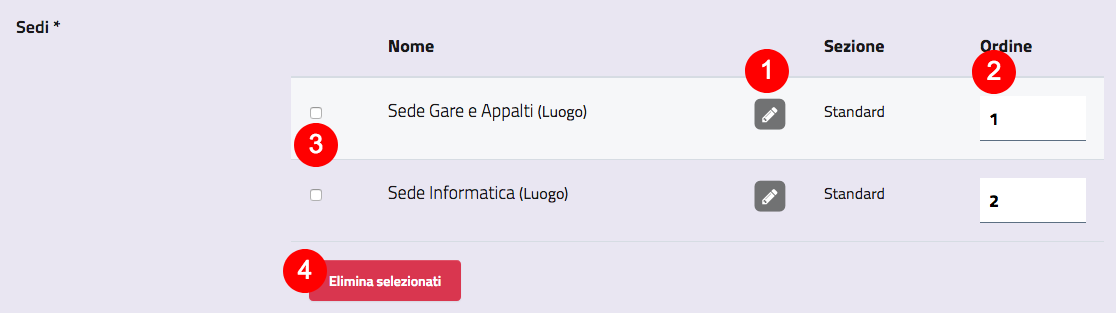 Sedi *
Nome Sezione Ordine
1 2
Sede Gare e Appalti (Luogo) Standard 1
3
Sede Informatica (Luogo) Standard 2
4 Elimina selezionati